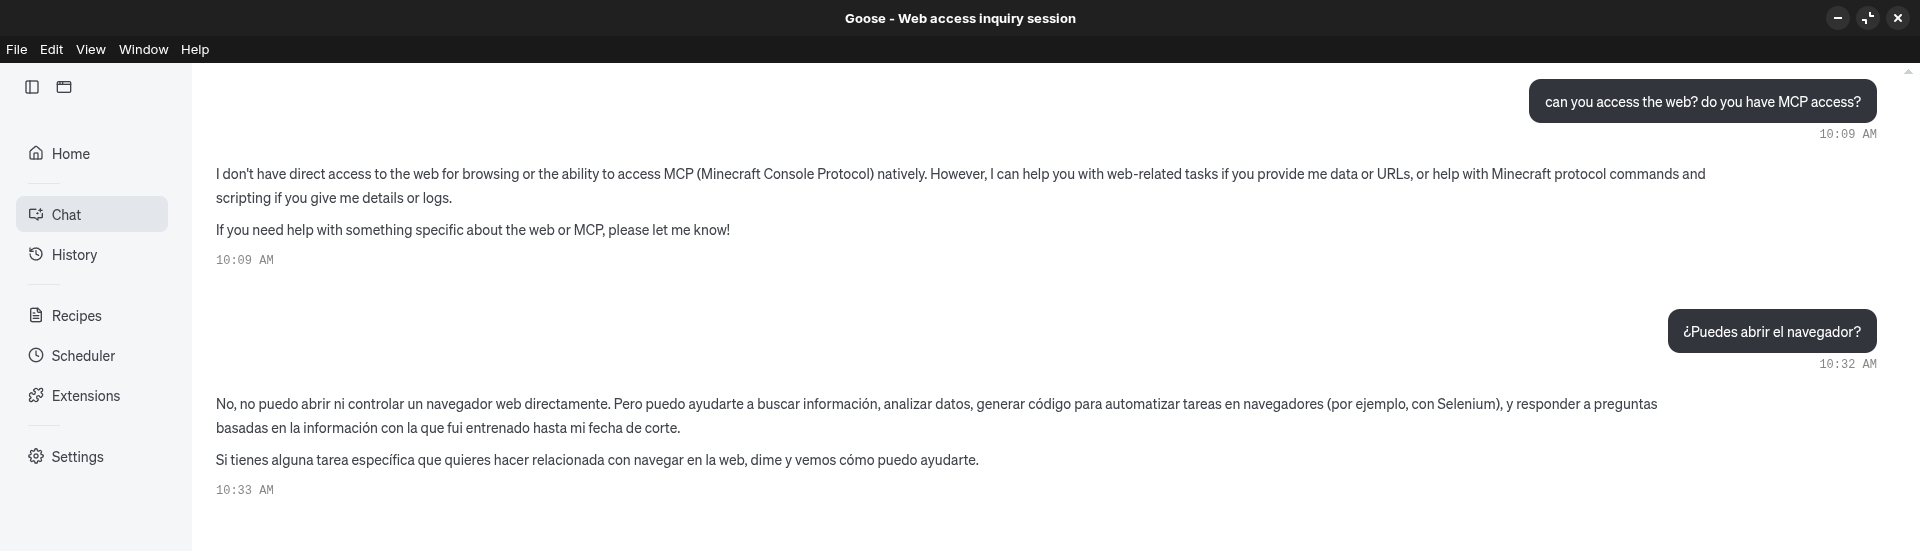 Goose - Web access inquiry session
File Edit View Window Help
can you access the web? do you have MCP access?
10:09 AM
Home
I don't have direct access to the web for browsing or the ability to access MCP (Minecraft Console Protocol) natively. However, I can help you with web-related tasks if you provide me data or URLs, or help with Minecraft protocol commands and
scripting if you give me details or logs.
Chat
If you need help with something specific about the web or MCP, please let me know!
History
10:09 AM
Recipes
¿Puedes abrir el navegador?
Scheduler
10:32 AM
Extensions
No, no puedo abrir ni controlar un navegador web directamente. Pero puedo ayudarte a buscar información, analizar datos, generar código para automatizar tareas en navegadores (por ejemplo, con Selenium), y responder a preguntas
basadas en la información con la que fui entrenado hasta mi fecha de corte.
Settings
Si tienes alguna tarea específica que quieres hacer relacionada con navegar en la web, dime y vemos cómo puedo ayudarte.
10:33 AM